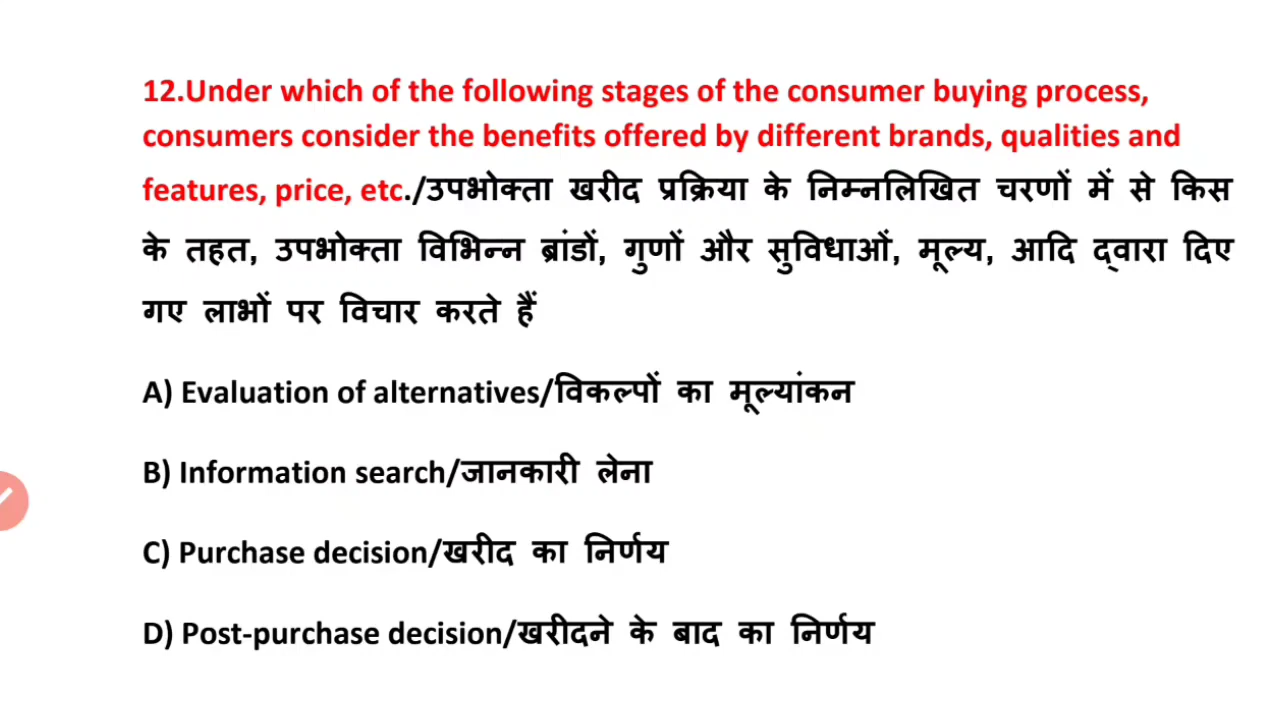 12.Under which of the following stages of the consumer buying process,
consumers consider the benefits offered by different brands, qualities and
features, price, etc./उपभोक्ता खरीद प्रक्रिया के निम्नलिखित चरणों में से किस
के तहत, उपभोक्ता विभिन्न ब्रांडों, गुणों और सुविधाओं, मूल्य, आदि द्वारा दिए
गए लाभों पर विचार करते हैं
A) Evaluation of alternatives/विकल्पों का मूल्यांकन
B) Information search/जानकारी लेना
C) Purchase decision/खरीद का निर्णय
D) Post-purchase decision/खरीदने के बाद का निर्णय